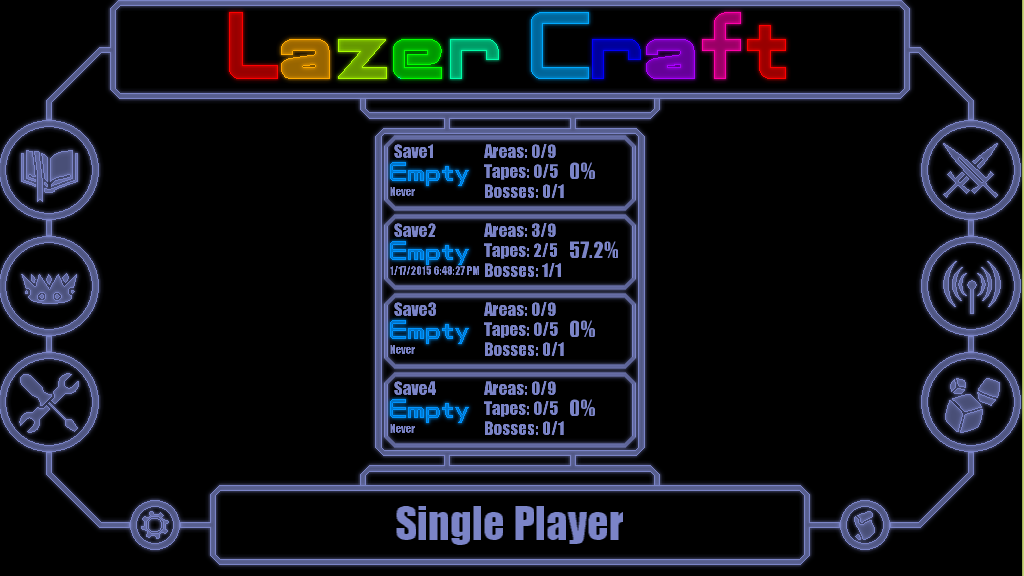 Lazer Craft
Save1
Areas: 0/9
Empty
Tapes: 0/5
0%
Never
Bosses: 0/1
Save2
Areas: 3/9
Empty
Tapes: 2/5
57.2%
1/17/2015 6:48:27 PM
Bosses: 1/1
Save3
Areas: 0/9
Empty
Tapes: 0/5
0%
Never
Bosses: 0/1
Save4
Areas: 0/9
Empty
Tapes: 0/5
0%
Never
Bosses: 0/1
Single Player